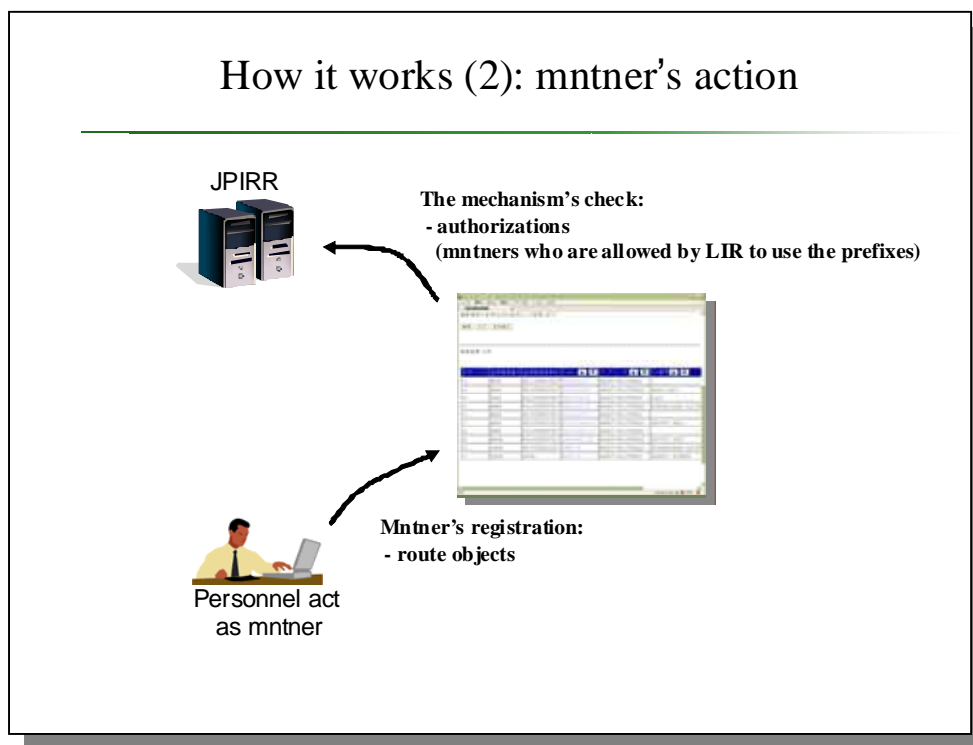 How it works (2): mntner's action
JPIRR
The mechanism's check:
- authorizations
(mntners who are allowed by LIR to use the prefixes)
Mntner's registration:
- route objects
Personnel act
as mntner